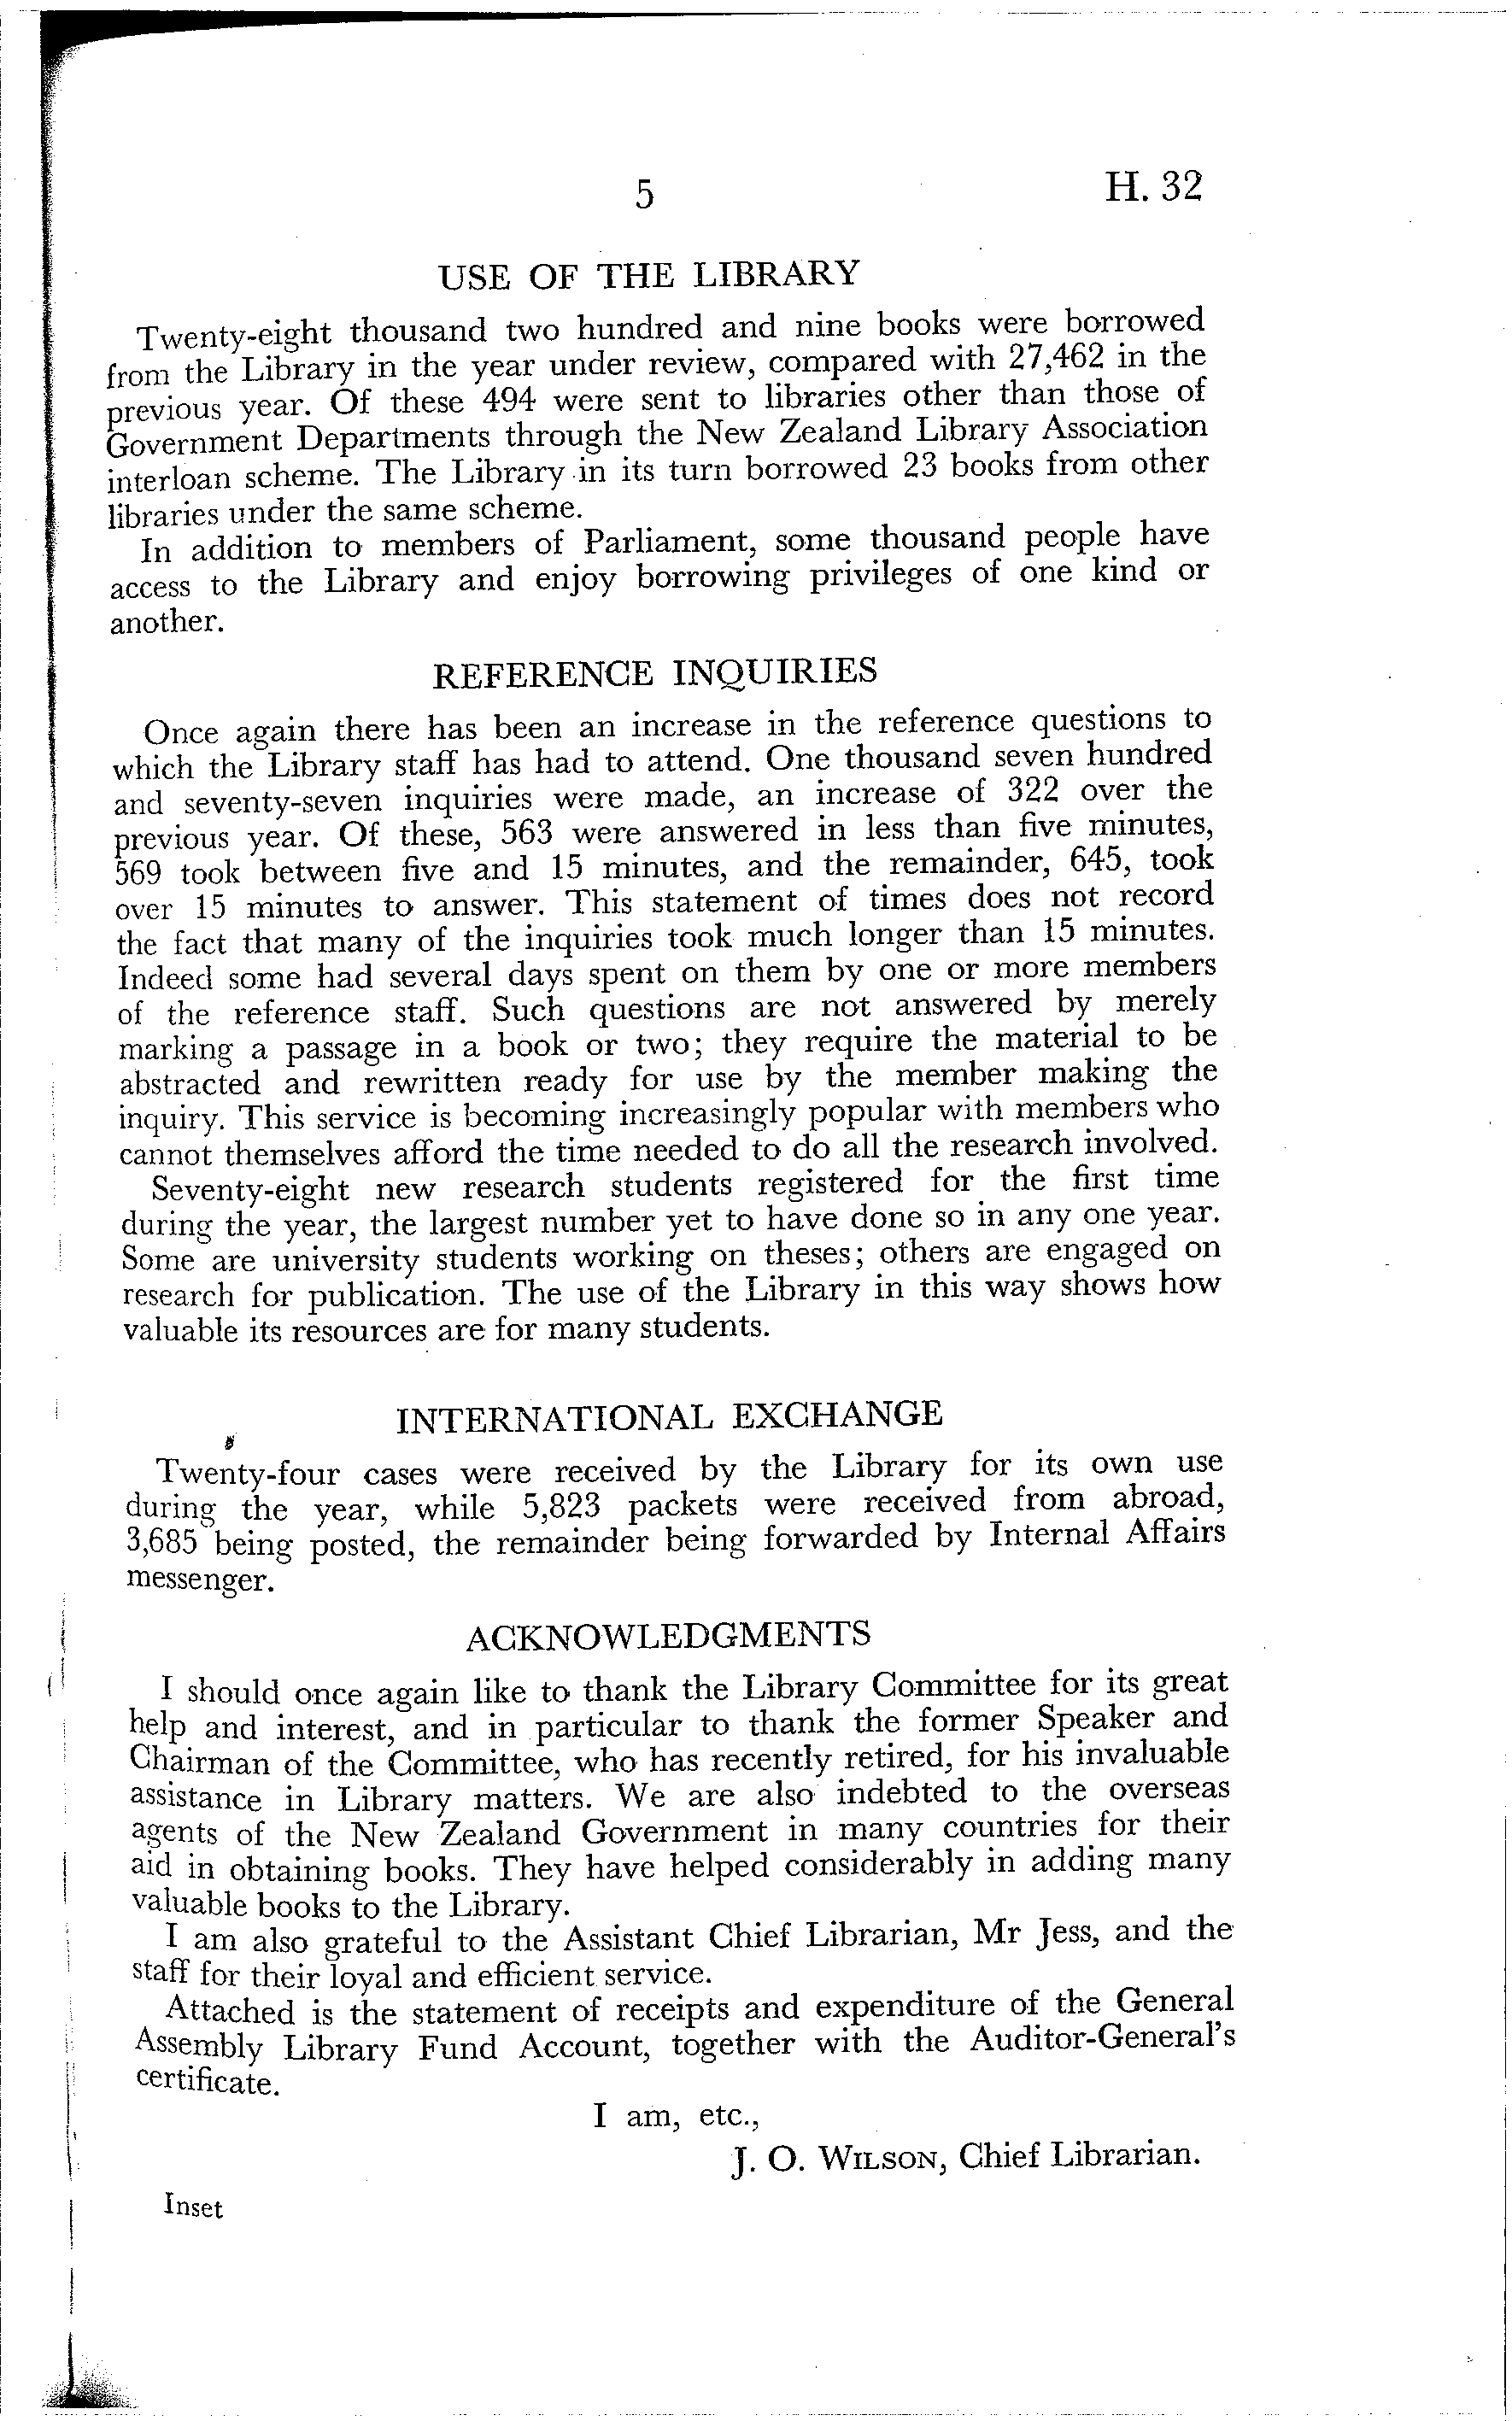 5 H. 32
USE OF THE LIBRARY
Twenty-eight thousand two hundred and nine books were borrowed
from the Library in the year under review, compared with 27,462 in the
previous year. Of these 494 were sent to libraries other than those of
Government Departments through the New Zealand Library Association
interloan scheme. The Library in its turn borrowed 23 books from other
libraries under the same scheme.
In addition to members of Parliament, some thousand people have
access to the Library and enjoy borrowing privileges of one kind or
another.
REFERENCE INQUIRIES
Once again there has been an increase in the reference questions to
which the Library staff has had to attend. One thousand seven hundred
and seventy-seven inquiries were made, an increase of 322 over the
previous year. Of these, 563 were answered in less than five minutes,
569 took between five and 15 minutes, and the remainder, 645, took
over 15 minutes to answer. This statement of times does not record
the fact that many of the inquiries took much longer than 15 minutes.
Indeed some had several days spent on them by one or more members
of the reference staff. Such questions are not answered by merely
marking a passage in a book or two; they require the material to be
abstracted and rewritten ready for use by the member making the
inquiry. This service is becoming increasingly popular with members who
cannot themselves afford the time needed to do all the research involved.
Seventy-eight new research students registered for the first time
during the year, the largest number yet to have done so in any one year.
Some are university students working on theses; others are engaged on
research for publication. The use of the Library in this way shows how
valuable its resources are for many students.
INTERNATIONAL EXCHANGE
Twenty-four cases were received by the Library for its own use
during the year, while 5,823 packets were received from abroad,
3,685 being posted, the remainder being forwarded by Internal Affairs
messenger.
ACKNOWLEDGMENTS
I should once again like to thank the Library Committee for its great
help and interest, and in particular to thank the former Speaker and
Chairman of the Committee, who has recently retired, for his invaluable
assistance in Library matters. We are also indebted to the overseas
agents of the New Zealand Government in many countries for their
aid in obtaining books. They have helped considerably in adding many
valuable books to the Library.
I am also grateful to the Assistant Chief Librarian, Mr Jess, and the
staff for their loyal and efficient service.
Attached is the statement of receipts and expenditure of the General
Assembly Library Fund Account, together with the Auditor-General's
certificate.
I am, etc.,
J. O. WILSON, Chief Librarian.
Inset